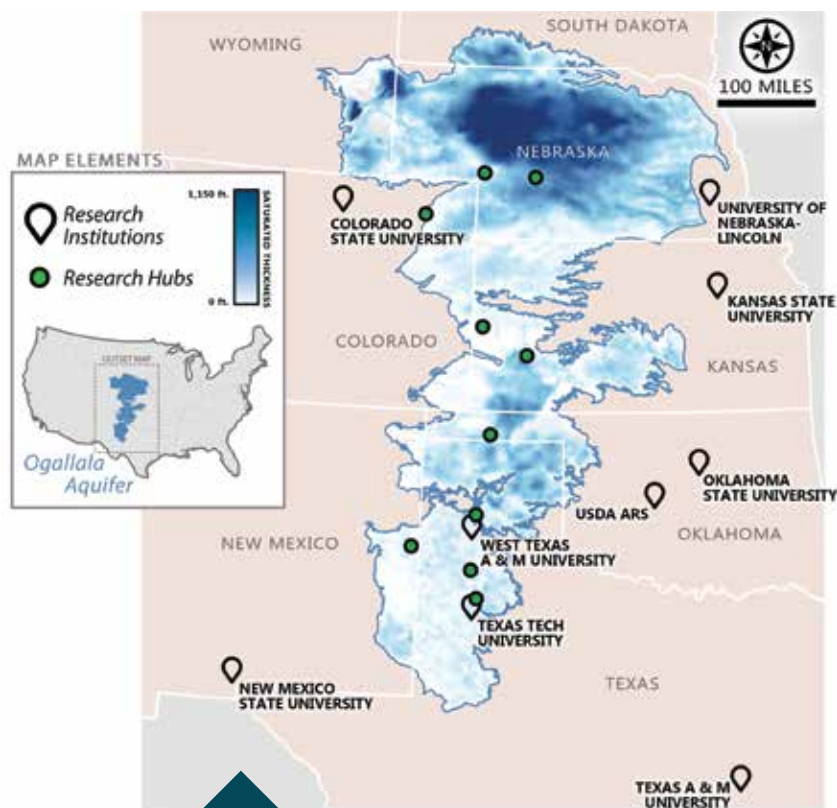 SOUTH DAKOTA
WYOMING
N
100 MILES
MAP ELEMENTS
NEBRASKA
1,150 ft.
0 ft.
SATURATED THICKNESS
Research
Institutions
Research Hubs
COLORADO
STATE UNIVERSITY
UNIVERSITY OF
NEBRASKA-
LINCOLN
KANSAS STATE
UNIVERSITY
OUTSET MAP
COLORADO
KANSAS
Ogallala
Aquifer
OKLAHOMA
STATE UNIVERSITY
USDA ARS
OKLAHOMA
NEW MEXICO
WEST TEXAS
A & M UNIVERSITY
TEXAS TECH
UNIVERSITY
NEW MEXICO
STATE UNIVERSITY
TEXAS
TEXAS A & M
UNIVERSITY